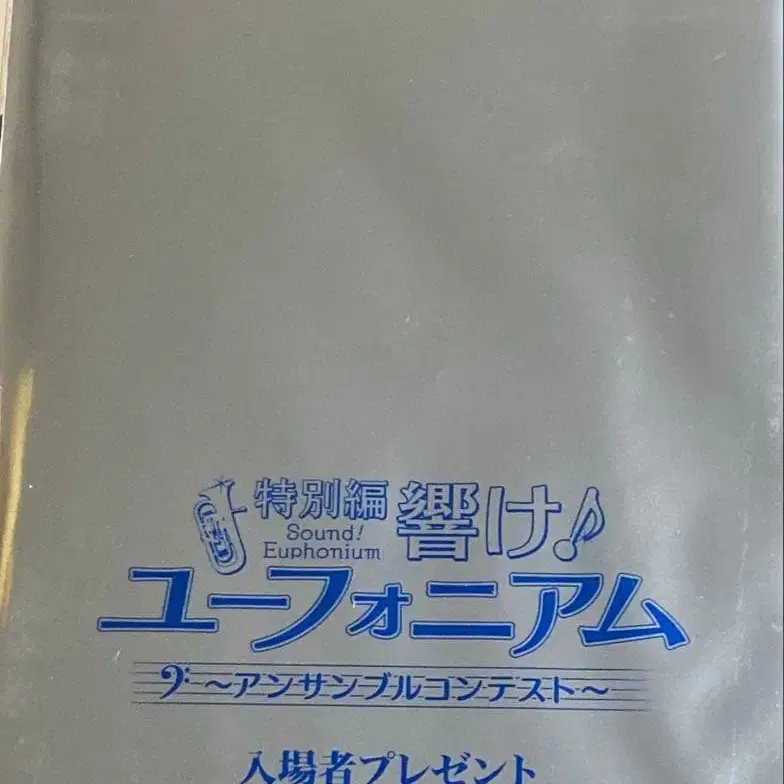 特別編 響け♪
Sound!
Euphonium
ユーフォニアム
～アンサンブルコンテスト～
入場者プレゼント